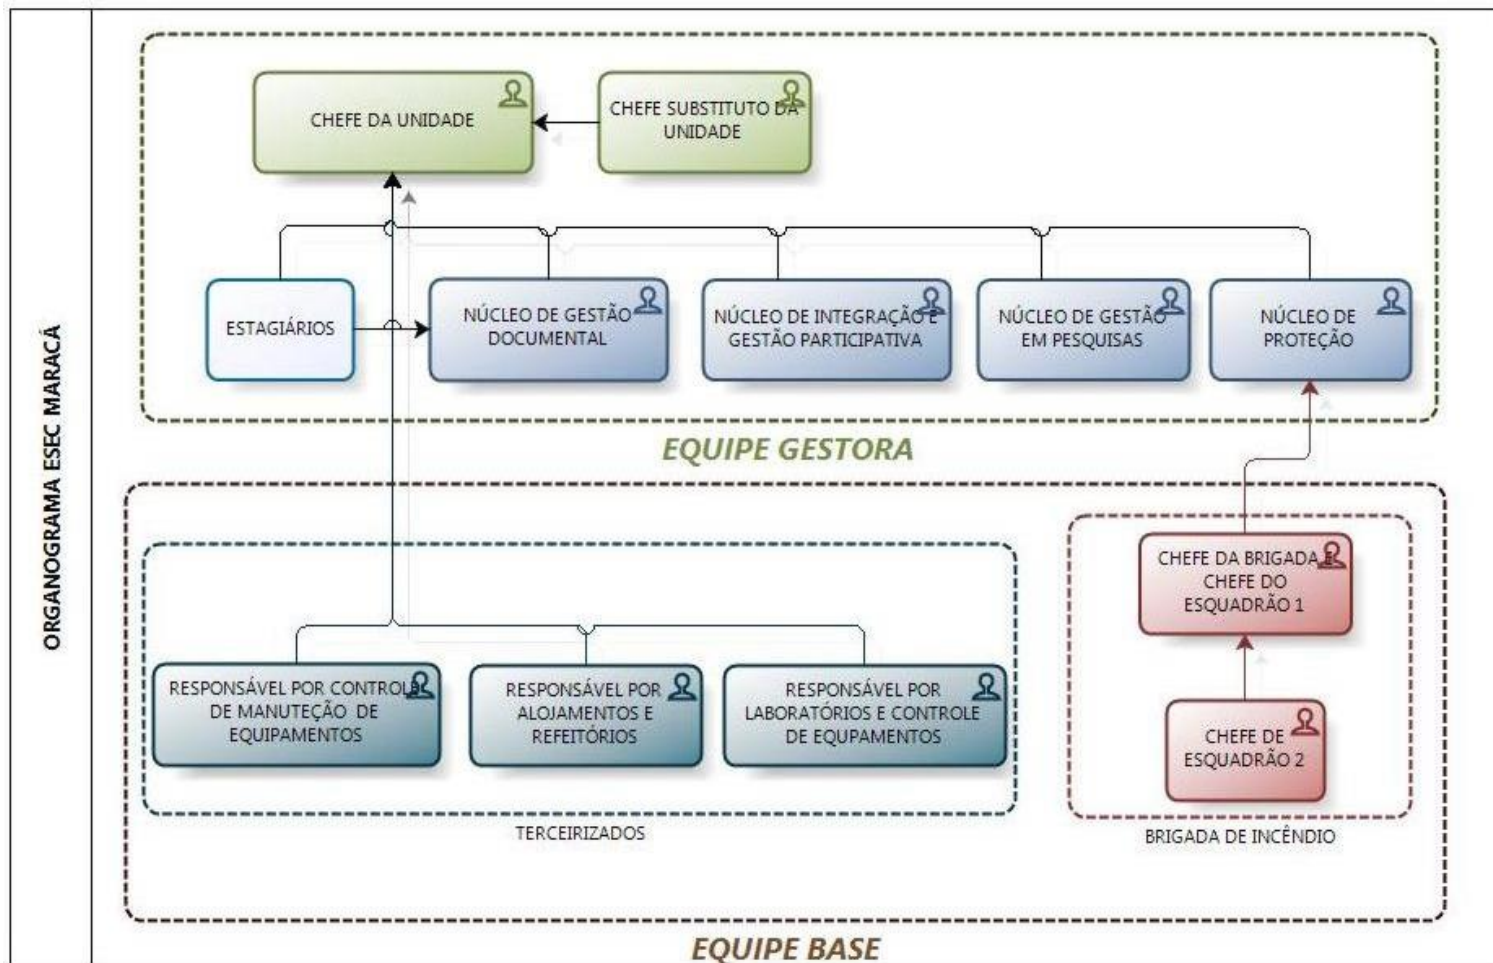 ORGANOGRAMA ESEC MARACÁ
CHEFE DA UNIDADE
CHEFE SUBSTITUTO DA
UNIDADE
ESTAGIÁRIOS
NÚCLEO DE GESTÃO
DOCUMENTAL
NÚCLEO DE INTEGRAÇÃO E
GESTÃO PARTICIPATIVA
NÚCLEO DE GESTÃO
EM PESQUISAS
NÚCLEO DE
PROTEÇÃO
EQUIPE GESTORA
CHEFE DA BRIGADA E
CHEFE DO
ESQUADRÃO 1
RESPONSÁVEL POR CONTROLE
DE MANUTEÇÃO DE
EQUIPAMENTOS
RESPONSÁVEL POR
ALOJAMENTOS E
REFEITÓRIOS
RESPONSÁVEL POR
LABORATÓRIOS E CONTROLE
DE EQUPAMENTOS
CHEFE DE
ESQUADRÃO 2
TERCEIRIZADOS
BRIGADA DE INCÊNDIO
EQUIPE BASE